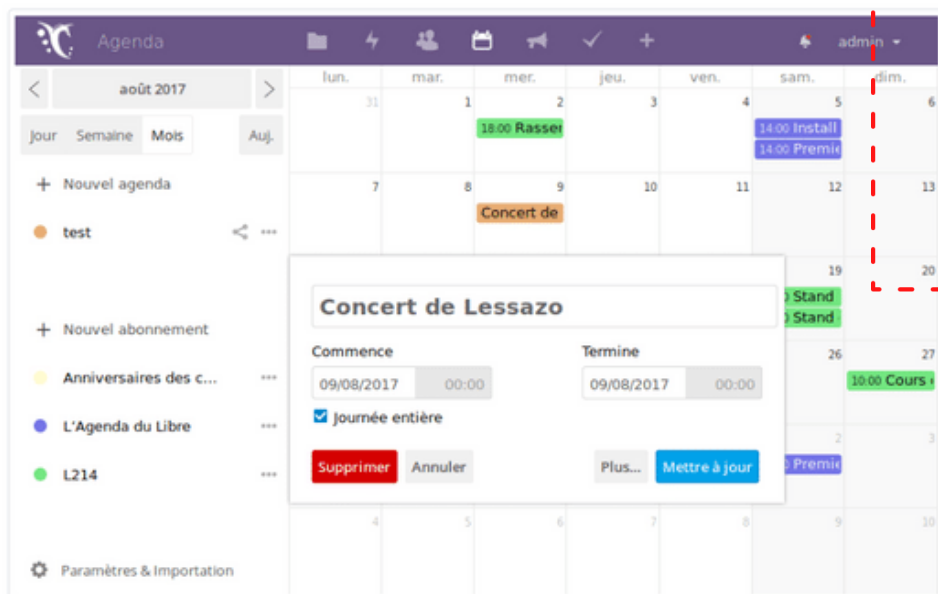 Agenda
admin
août 2017
lun. mar. mer. jeu. ven. sam. dim.
31 1 2 3 4 5 6
Jour Semaine Mois Auj.
18:00 Rasser 14:00 Install
14:00 Premie
Nouvel agenda
7 8 9 10 11 12 13
Concert de
test
19 20
Stand
Stand
Concert de Lessazo
Nouvel abonnement
Commence Termine
26 27
Anniversaires des c...
09/08/2017 00:00 09/08/2017 00:00
10:00 Cours
Journée entière
L'Agenda du Libre
2 3
Supprimer Annuler Plus... Mettre à jour
Premie
L214
4 5 6 7 8 9 10
Paramètres & Importation